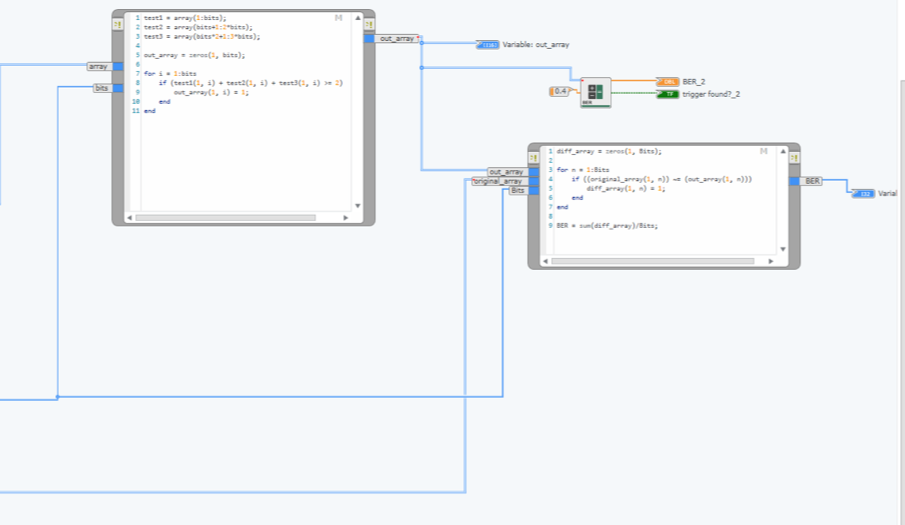 array
bits
1 test1 = array(1:bits);
2 test2 = array(bits+1:2*bits);
3 test3 = array(bits*2+1:3*bits);
4
5 out_array = zeros(1, bits);
6
7 for i = 1:bits
8 if (test1(1, i) + test2(1, i) + test3(1, i) >= 2)
9 out_array(1, i) = 1;
10 end
11 end
out_array
Variable: out_array
0.4
BER
BER_2
TF
trigger found?_2
out_array
original_array
Bits
1 diff_array = zeros(1, Bits);
2
3 for n = 1:Bits
4 if ((original_array(1, n)) ~= (out_array(1, n)))
5 diff_array(1, n) = 1;
6 end
7 end
8
9 BER = sum(diff_array)/Bits;
BER
Varial